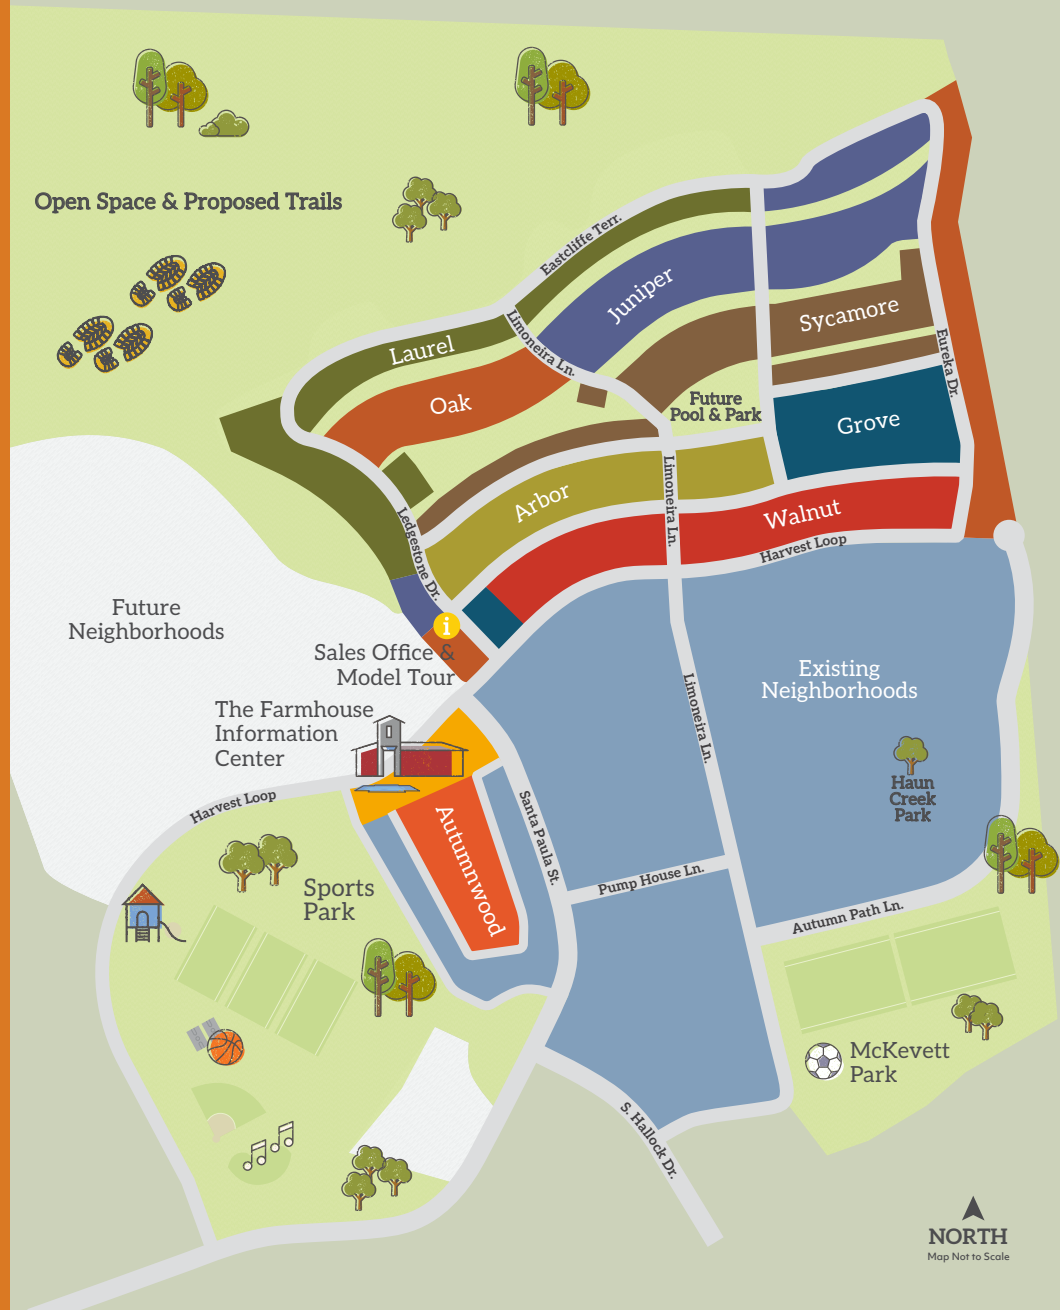 Open Space & Proposed Trails
Eastcliffe Terr.
Juniper
Limoneira Ln.
Laurel
Sycamore
Oak
Eureka Dr.
Future
Pool & Park
Grove
Arbor
Limoneira Ln.
Walnut
Ledgestone Dr.
Harvest Loop
Future
Neighborhoods
i
Sales Office &
Model Tour
Existing
Neighborhoods
Limoneira Ln.
The Farmhouse
Information
Center
Haun
Creek
Park
Harvest Loop
Santa Paula St.
Autumnwood
Pump House Ln.
Sports
Park
Autumn Path Ln.
McKevett
Park
S. Hallock Dr.
NORTH
Map Not to Scale